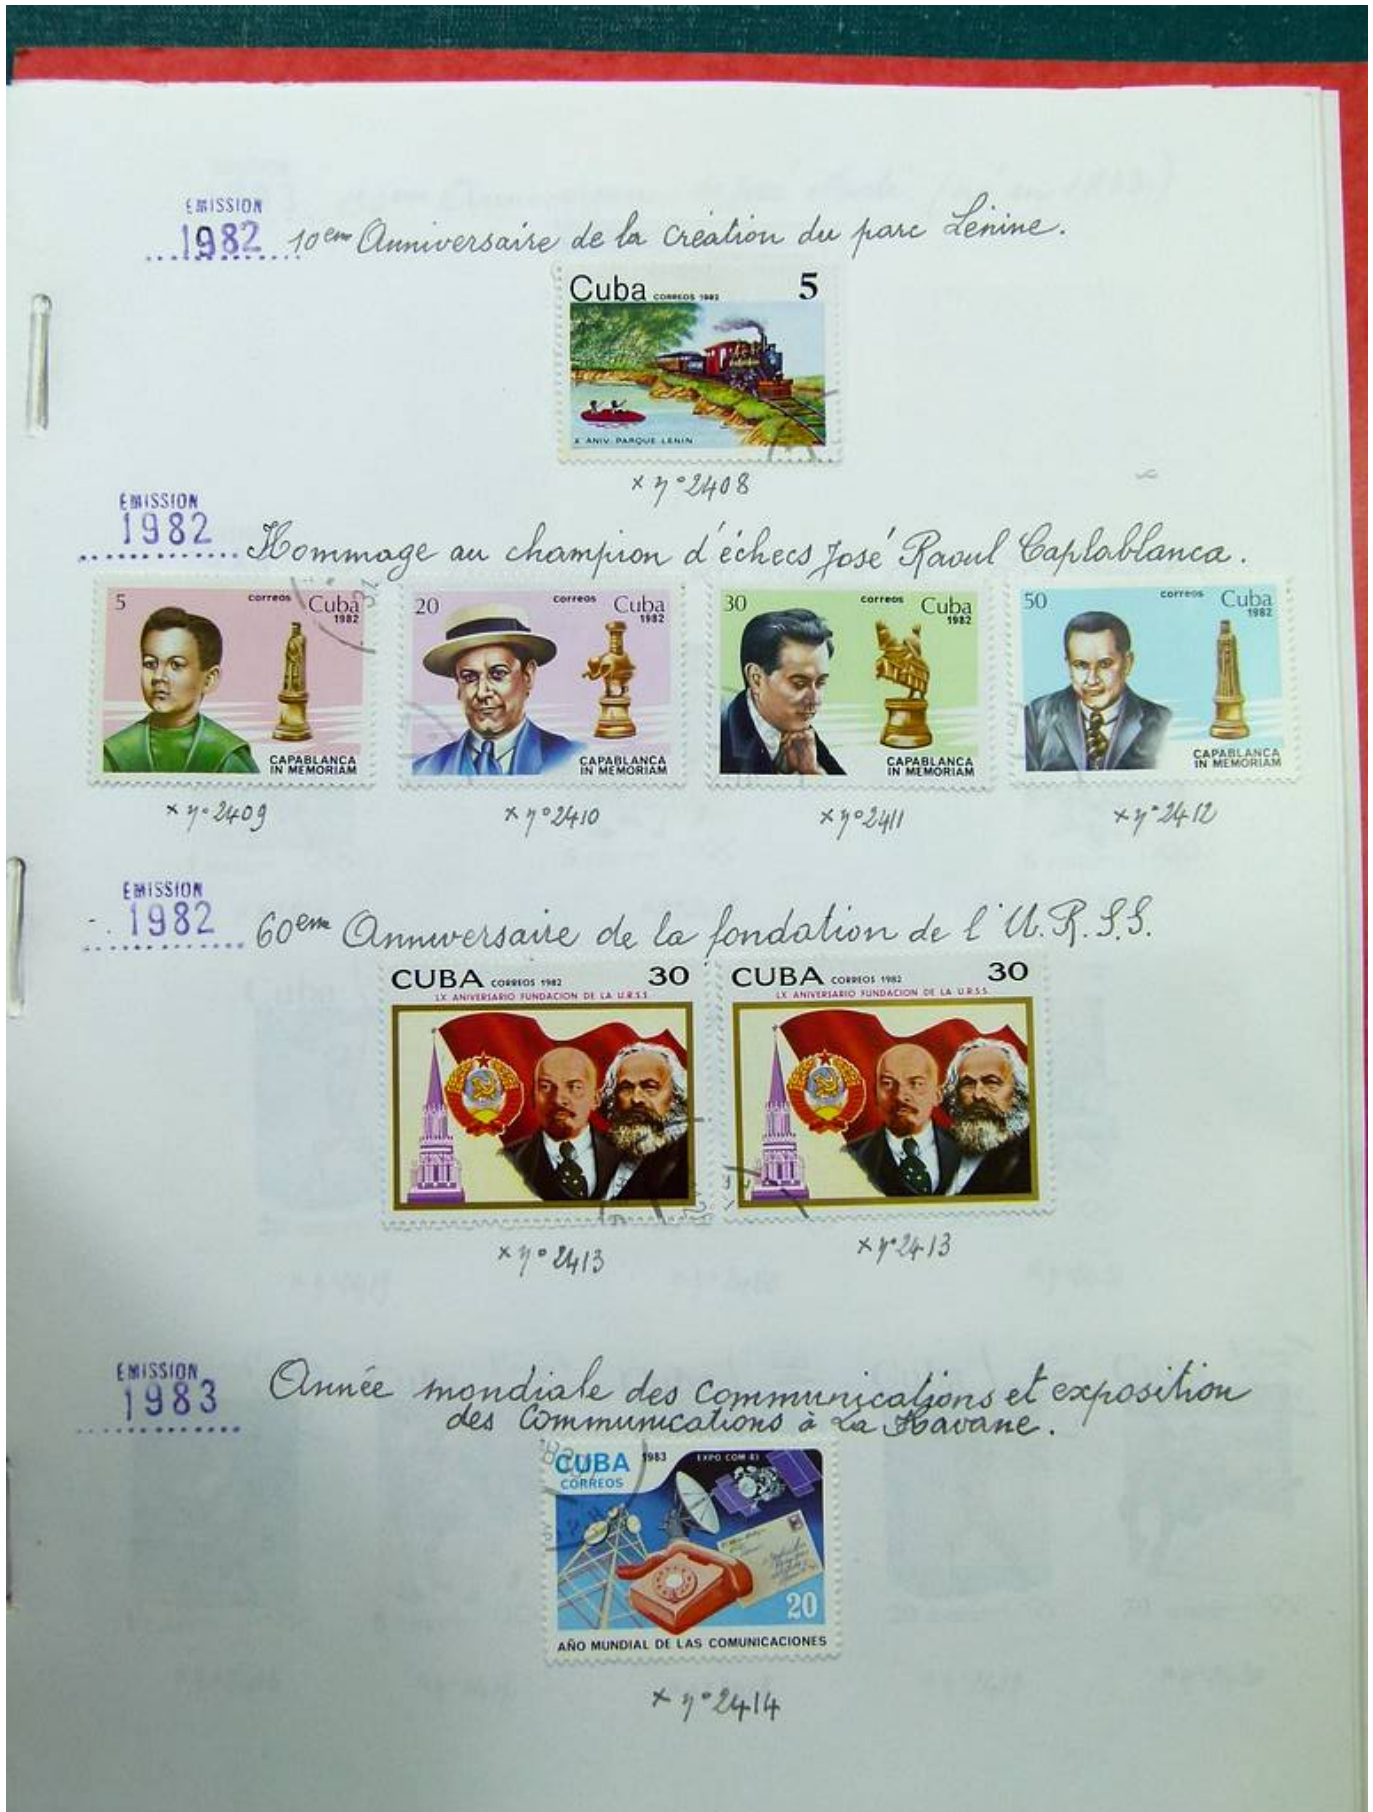 EMISSION
1982 10eme Anniversaire de la création du parc Lénine.
Cuba CORREOS 1982 5
X ANIV. PARQUE LENIN
x n° 2408
EMISSION
1982 Hommage au champion d'échecs José Raoul Caplablanca.
5 correos Cuba
1982
CAPABLANCA
IN MEMORIAM
20 correos Cuba
1982
CAPABLANCA
IN MEMORIAM
30 correos Cuba
1982
CAPABLANCA
IN MEMORIAM
50 correos Cuba
1982
CAPABLANCA
IN MEMORIAM
x n° 2409
x n° 2410
x n° 2411
x n° 2412
EMISSION
1982 60eme Anniversaire de la fondation de l'U.R.S.S.
CUBA CORREOS 1982 30
LX ANIVERSARIO FUNDACION DE LA U.R.S.S.
CUBA CORREOS 1982 30
LX ANIVERSARIO FUNDACION DE LA U.R.S.S.
x n° 2413
x n° 2413
EMISSION
1983 Année mondiale des communications et exposition
des Communications à La Havane.
CUBA 1983 EXPO COM 83
CORREOS
20
AÑO MUNDIAL DE LAS COMUNICACIONES
x n° 2414